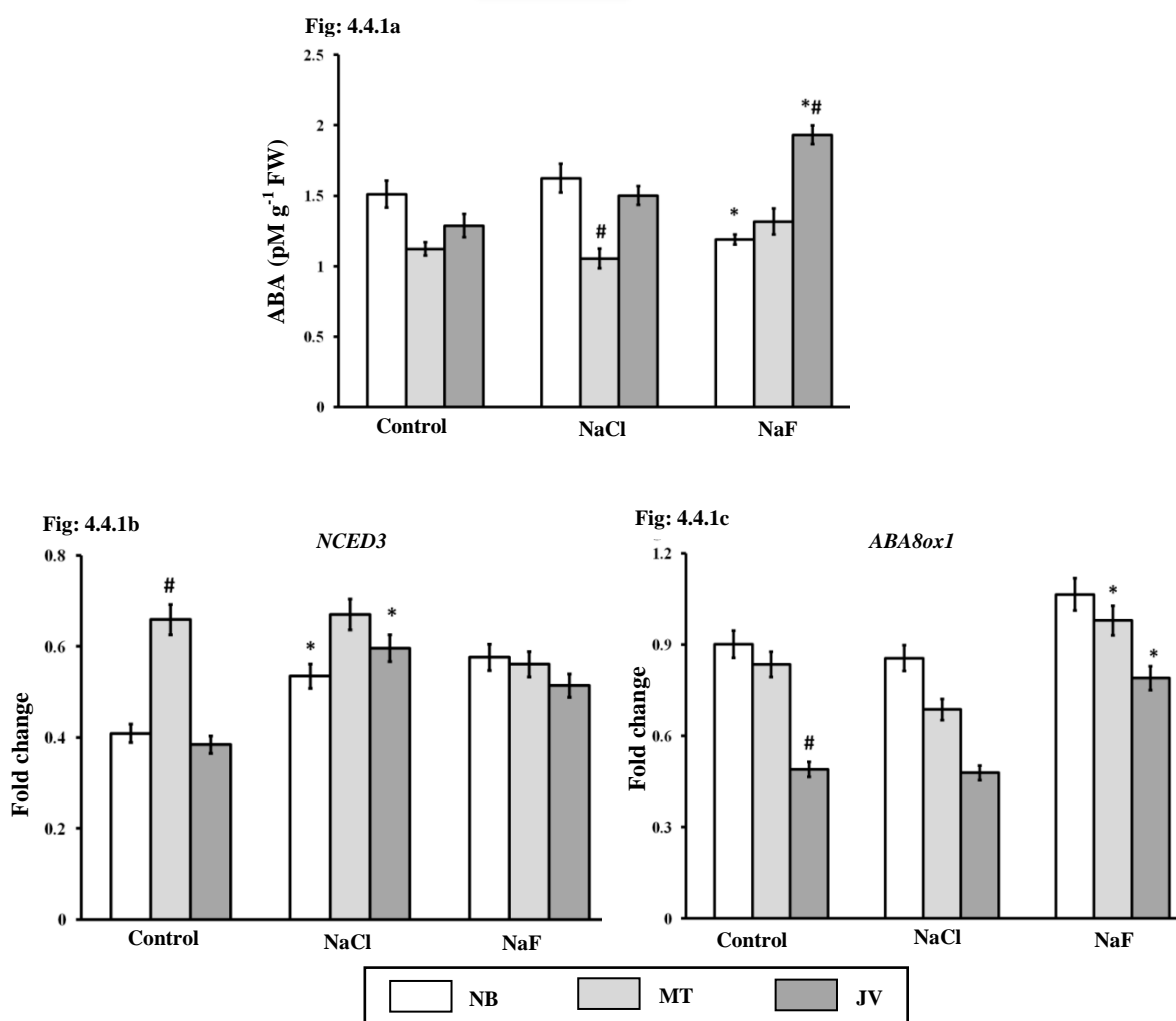 Fig: 4.4.1a
2.5
2
1.5
1
0.5
0
ABA (pM g⁻¹ FW)
*#
#
*
Control NaCl NaF
Fig: 4.4.1b
NCED3
0.8
0.6
0.4
0.2
0
Fold change
#
* *
Control NaCl NaF
Fig: 4.4.1c
ABA8ox1
1.2
0.9
0.6
0.3
0
Fold change
*
*
#
Control NaCl NaF
NB MT JV